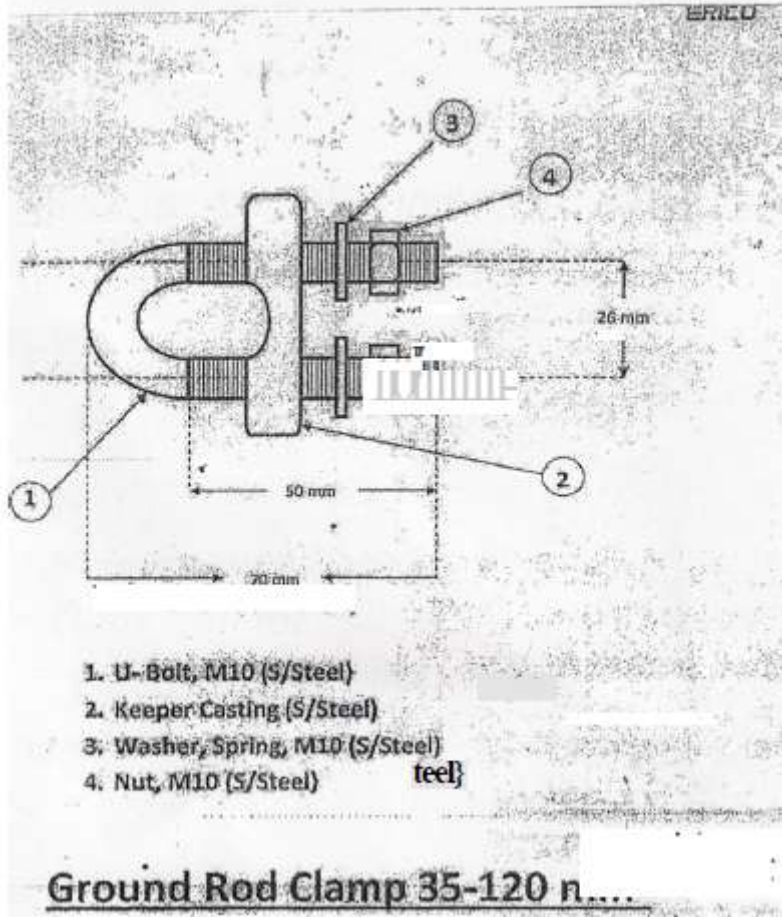 ERICO
3
4
26 mm
2
1
50 mm
70 mm
1. U- Bolt, M10 (S/Steel}
2. Keeper Casting (S/Steel)
3. Washer, Spring, M10 (S/Steel)
4. Nut, M10 (S/Steel)
teel}
Ground Rod Clamp 35-120